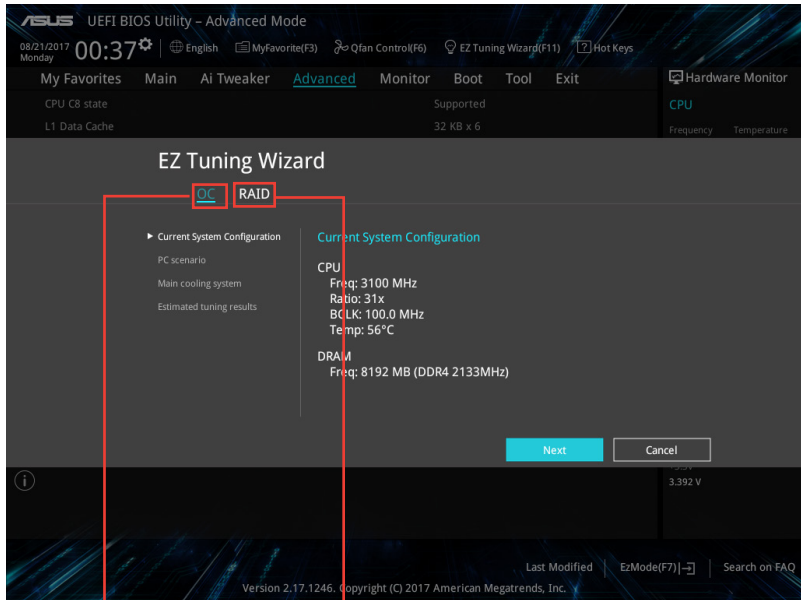 ASUS UEFI BIOS Utility – Advanced Mode
08/21/2017 Monday 00:37 English MyFavorite(F3) Qfan Control(F6) EZ Tuning Wizard(F11) ? Hot Keys
My Favorites Main Ai Tweaker Advanced Monitor Boot Tool Exit Hardware Monitor
CPU C8 state Supported CPU
L1 Data Cache 32 KB x 6 Frequency Temperature
EZ Tuning Wizard
OC RAID
Current System Configuration
PC scenario
Main cooling system
Estimated tuning results
Current System Configuration
CPU
Freq: 3100 MHz
Ratio: 31x
BCLK: 100.0 MHz
Temp: 56°C
DRAM
Freq: 8192 MB (DDR4 2133MHz)
Next Cancel
i
3.392 V
Last Modified EzMode(F7) Search on FAQ
Version 2.17.1246. Copyright (C) 2017 American Megatrends, Inc.